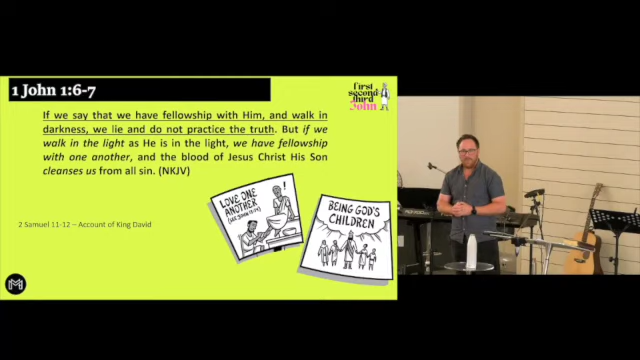 1 John 1:6-7
first
second
third
John
If we say that we have fellowship with Him, and walk in
darkness, we lie and do not practice the truth. But if we
walk in the light as He is in the light, we have fellowship
with one another, and the blood of Jesus Christ His Son
cleanses us from all sin. (NKJV)
2 Samuel 11-12 – Account of King David
LOVE ONE
ANOTHER
!
BEING GOD'S
CHILDREN
M